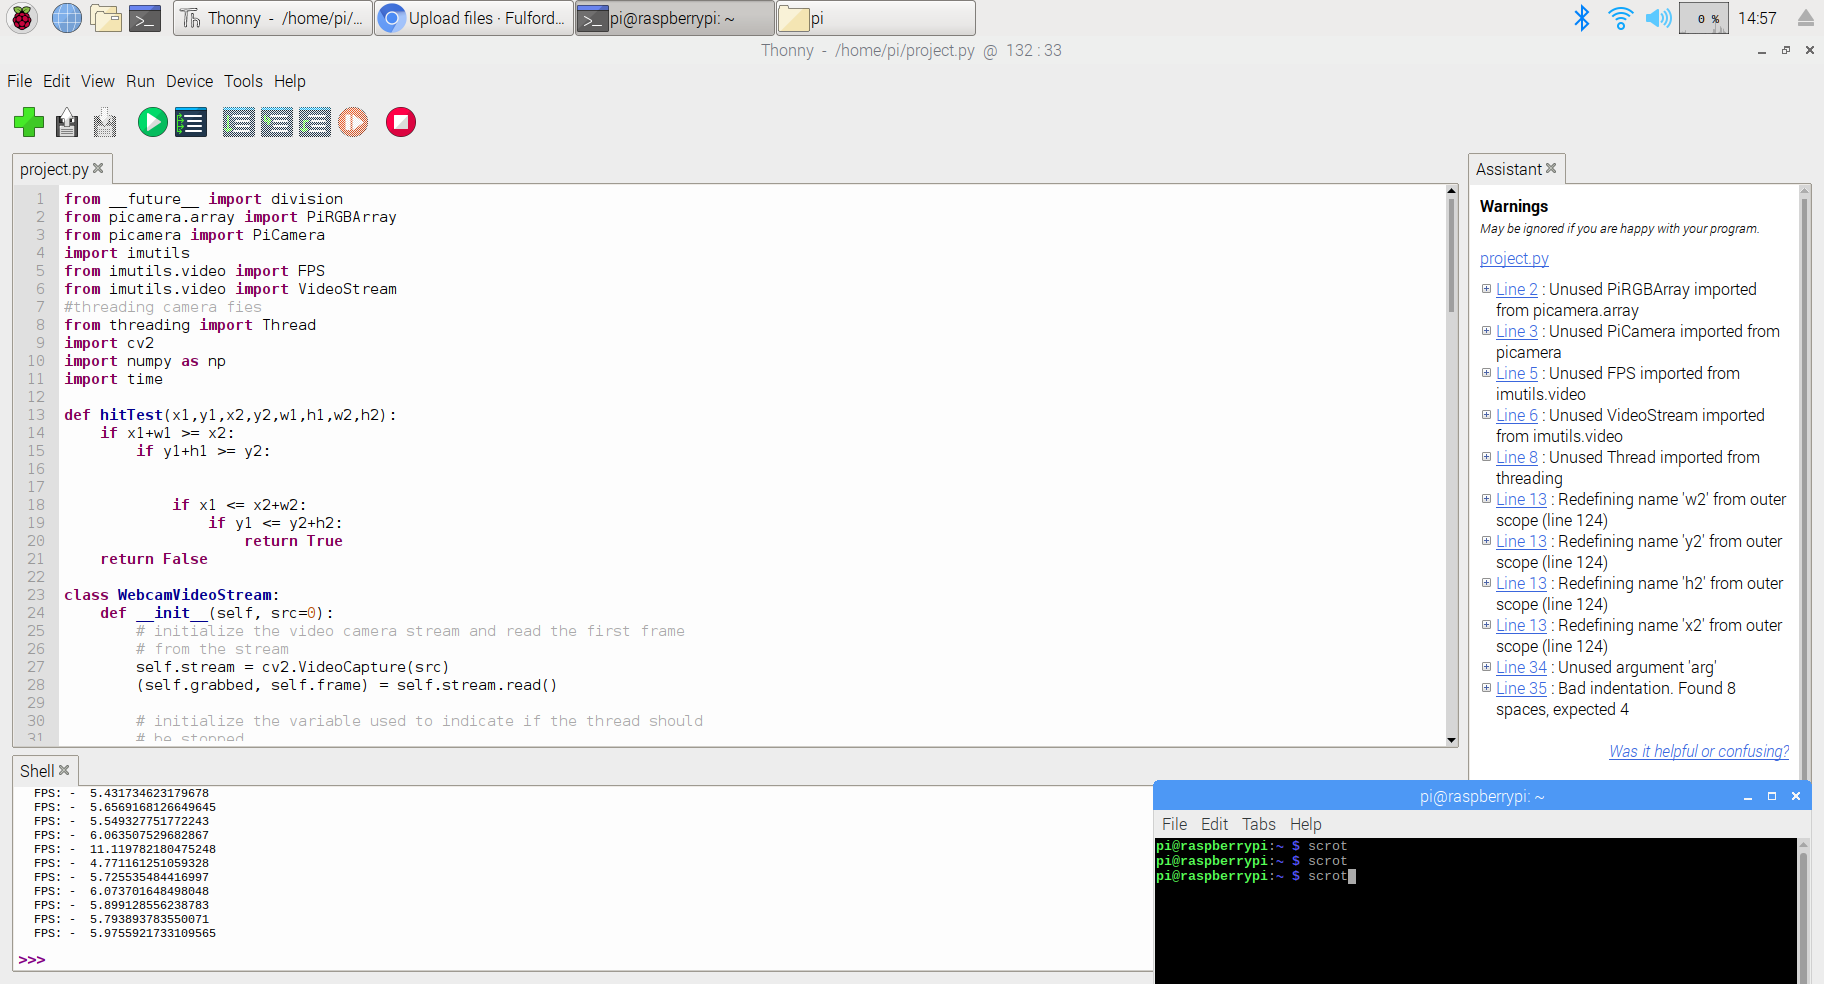 Thonny - /home/pi/...
Upload files · Fulford...
pi@raspberrypi: ~
pi
0 %
14:57
Thonny - /home/pi/project.py @ 132 : 33
File Edit View Run Device Tools Help
project.py
1 from __future__ import division
2 from picamera.array import PiRGBArray
3 from picamera import PiCamera
4 import imutils
5 from imutils.video import FPS
6 from imutils.video import VideoStream
7 #threading camera fies
8 from threading import Thread
9 import cv2
10 import numpy as np
11 import time
12
13 def hitTest(x1,y1,x2,y2,w1,h1,w2,h2):
14 if x1+w1 >= x2:
15 if y1+h1 >= y2:
16
17
18 if x1 <= x2+w2:
19 if y1 <= y2+h2:
20 return True
21 return False
22
23 class WebcamVideoStream:
24 def __init__(self, src=0):
25 # initialize the video camera stream and read the first frame
26 # from the stream
27 self.stream = cv2.VideoCapture(src)
28 (self.grabbed, self.frame) = self.stream.read()
29
30 # initialize the variable used to indicate if the thread should
31 # be stopped
Assistant
Warnings
May be ignored if you are happy with your program.
project.py
Line 2 : Unused PiRGBArray imported
from picamera.array
Line 3 : Unused PiCamera imported from
picamera
Line 5 : Unused FPS imported from
imutils.video
Line 6 : Unused VideoStream imported
from imutils.video
Line 8 : Unused Thread imported from
threading
Line 13 : Redefining name 'w2' from outer
scope (line 124)
Line 13 : Redefining name 'y2' from outer
scope (line 124)
Line 13 : Redefining name 'h2' from outer
scope (line 124)
Line 13 : Redefining name 'x2' from outer
scope (line 124)
Line 34 : Unused argument 'arg'
Line 35 : Bad indentation. Found 8
spaces, expected 4
Was it helpful or confusing?
Shell
FPS: - 5.431734623179678
FPS: - 5.6569168126649645
FPS: - 5.549327751772243
FPS: - 6.063507529682867
FPS: - 11.119782180475248
FPS: - 4.771161251059328
FPS: - 5.725535484416997
FPS: - 6.073701648498048
FPS: - 5.899128556238783
FPS: - 5.793893783550071
FPS: - 5.9755921733109565
>>>
pi@raspberrypi: ~
File Edit Tabs Help
pi@raspberrypi:~ $ scrot
pi@raspberrypi:~ $ scrot
pi@raspberrypi:~ $ scrot